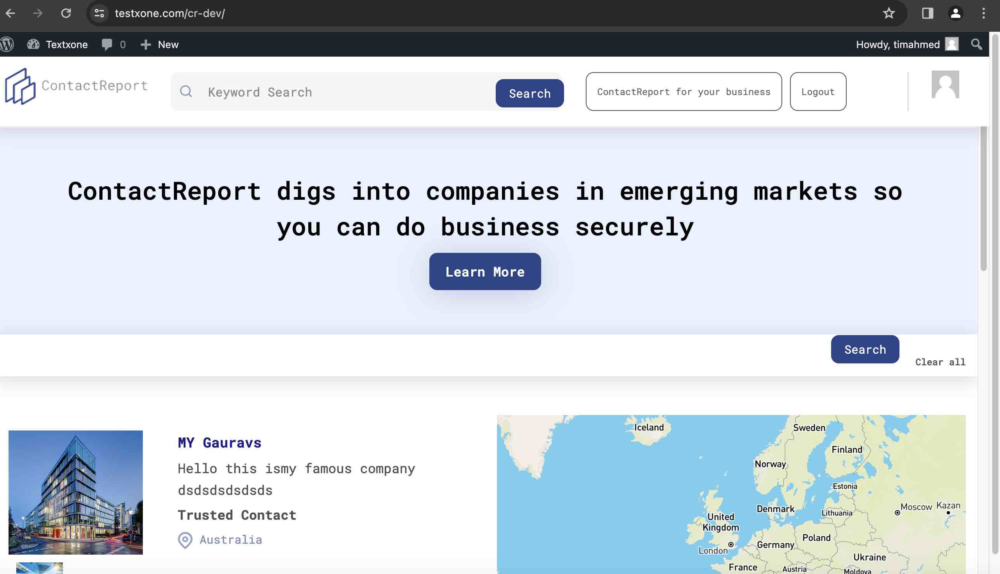 testxone.com/cr-dev/
Textxone 0 New
Howdy, timahmed
ContactReport
Keyword Search
Search
ContactReport for your business
Logout
ContactReport digs into companies in emerging markets so
you can do business securely
Learn More
Search
Clear all
MY Gauravs
Hello this ismy famous company
dsdsdsdsdsds
Trusted Contact
Australia
Iceland
Sweden
Finland
Norway
Estonia
Moscow
Kazan
Denmark
Lithuania
United
Kingdom
Poland
Germany
London
Ukraine
France
Austria
Moldova